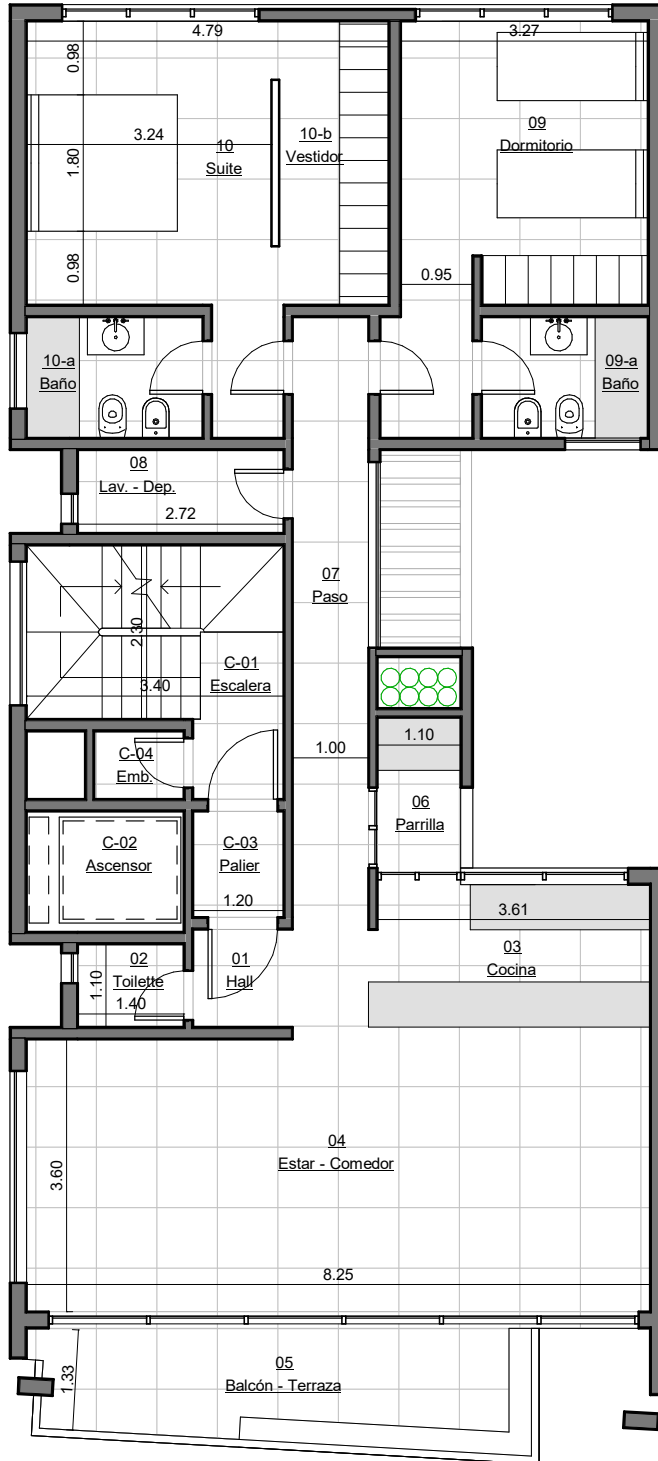 4.79
3.27
0.98
3.24
1.80
10
Suite
10-b
Vestidor
09
Dormitorio
0.98
0.95
10-a
Baño
09-a
Baño
08
Lav. - Dep.
2.72
07
Paso
2.30
C-01
Escalera
3.40
C-04
Emb.
1.00
1.10
06
Parrilla
C-02
Ascensor
C-03
Palier
1.20
3.61
03
Cocina
02
Toilette
1.10
1.40
01
Hall
04
Estar - Comedor
3.60
8.25
05
Balcón - Terraza
1.33